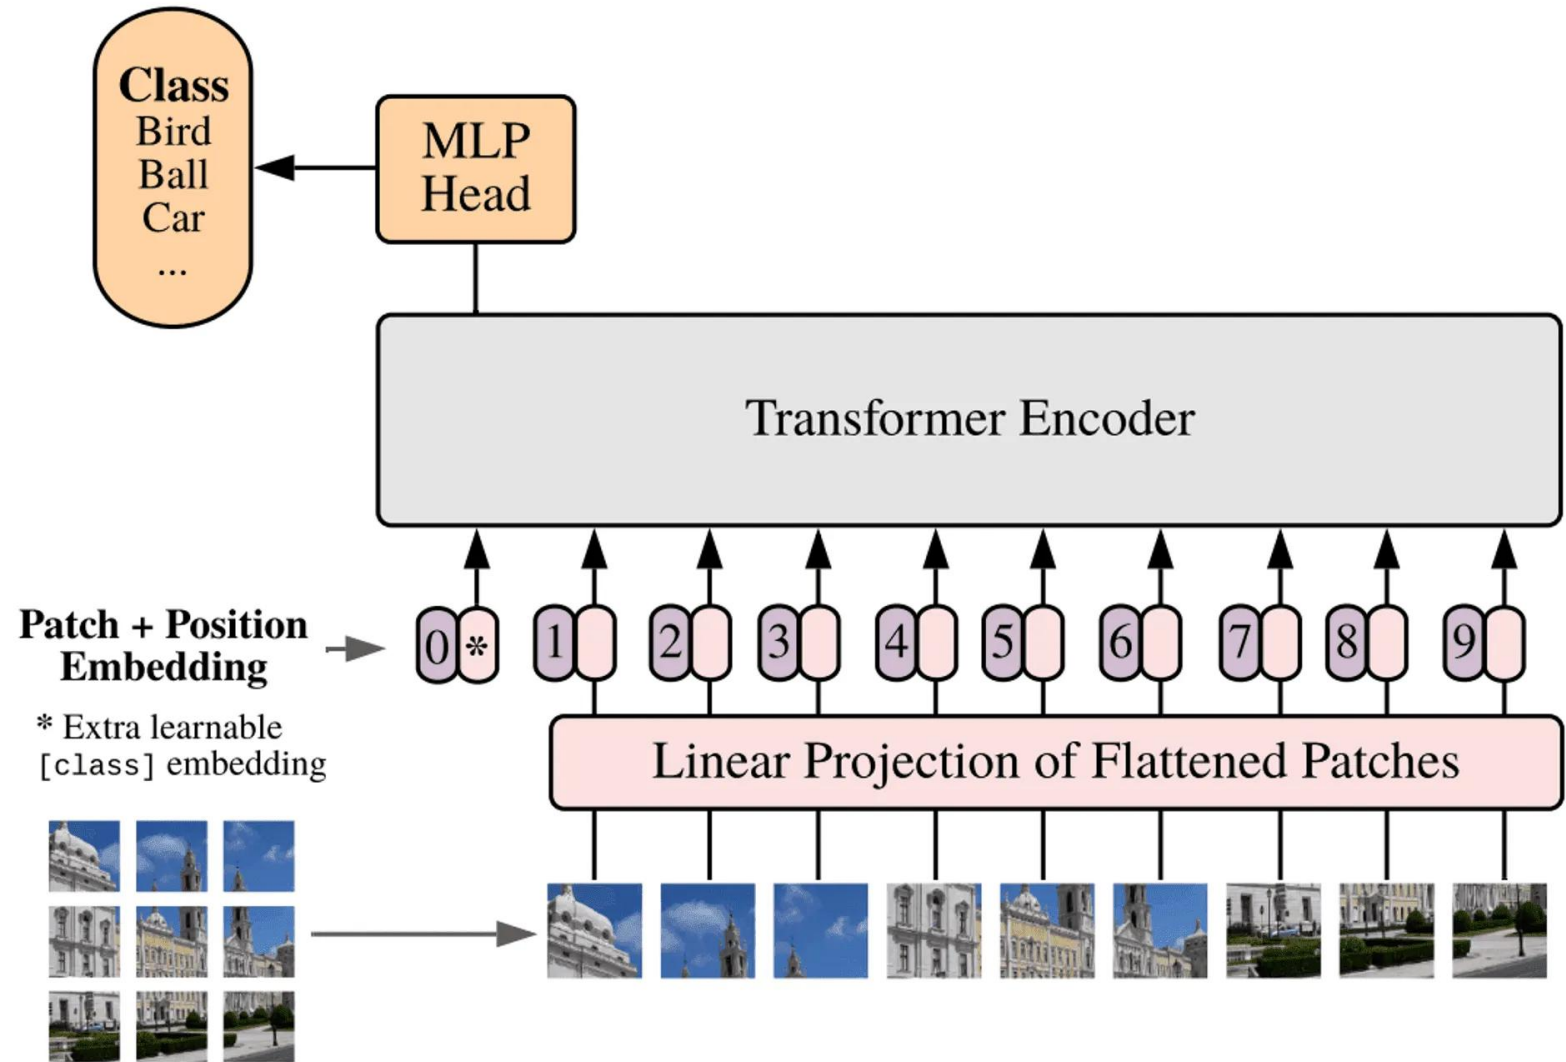 Class
Bird
Ball
Car
...
MLP
Head
Transformer Encoder
Patch + Position
Embedding
* Extra learnable
[class] embedding
0 * 1 2 3 4 5 6 7 8 9
Linear Projection of Flattened Patches